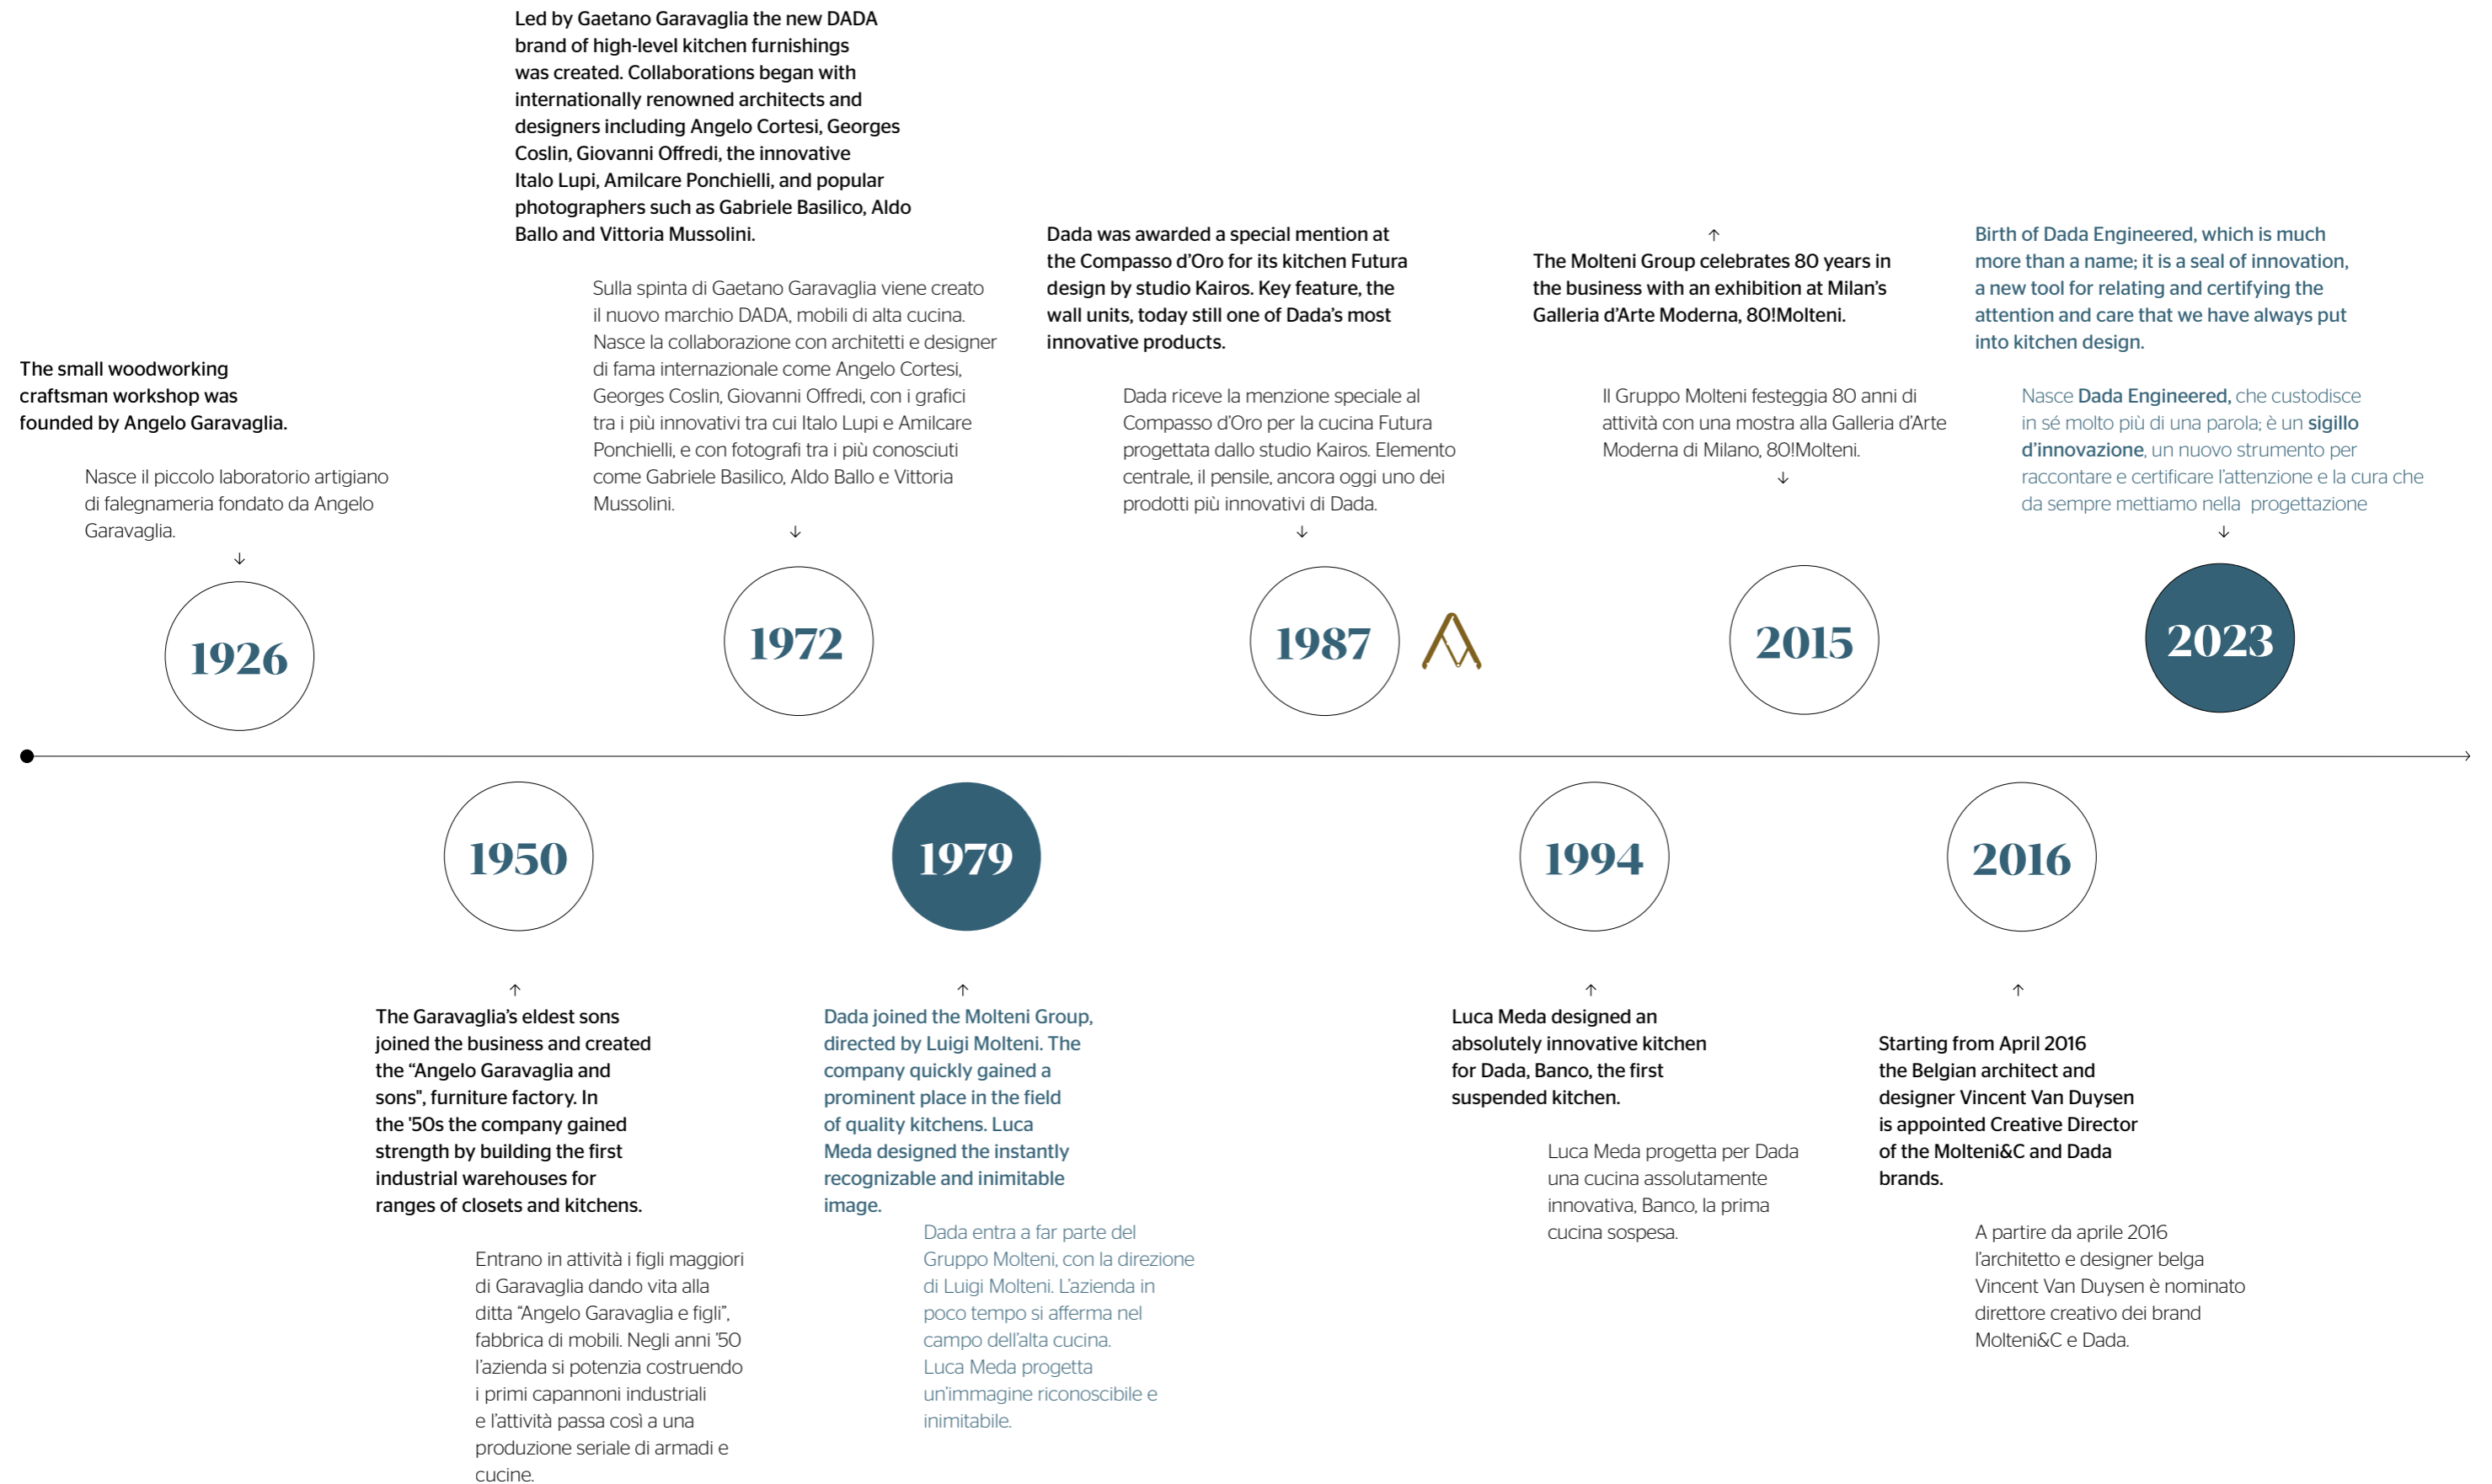 The small woodworking
craftsman workshop was
founded by Angelo Garavaglia.
Nasce il piccolo laboratorio artigiano
di falegnameria fondato da Angelo
Garavaglia.
↓
1926
Led by Gaetano Garavaglia the new DADA
brand of high-level kitchen furnishings
was created. Collaborations began with
internationally renowned architects and
designers including Angelo Cortesi, Georges
Coslin, Giovanni Offredi, the innovative
Italo Lupi, Amilcare Ponchielli, and popular
photographers such as Gabriele Basilico, Aldo
Ballo and Vittoria Mussolini.
Sulla spinta di Gaetano Garavaglia viene creato
il nuovo marchio DADA, mobili di alta cucina.
Nasce la collaborazione con architetti e designer
di fama internazionale come Angelo Cortesi,
Georges Coslin, Giovanni Offredi, con i grafici
tra i più innovativi tra cui Italo Lupi e Amilcare
Ponchielli, e con fotografi tra i più conosciuti
come Gabriele Basilico, Aldo Ballo e Vittoria
Mussolini.
↓
1972
Dada was awarded a special mention at
the Compasso d'Oro for its kitchen Futura
design by studio Kairos. Key feature, the
wall units, today still one of Dada's most
innovative products.
Dada riceve la menzione speciale al
Compasso d'Oro per la cucina Futura
progettata dallo studio Kairos. Elemento
centrale, il pensile, ancora oggi uno dei
prodotti più innovativi di Dada.
↓
1987
↑
The Molteni Group celebrates 80 years in
the business with an exhibition at Milan's
Galleria d'Arte Moderna, 80!Molteni.
Il Gruppo Molteni festeggia 80 anni di
attività con una mostra alla Galleria d'Arte
Moderna di Milano, 80!Molteni.
↓
2015
Birth of Dada Engineered, which is much
more than a name; it is a seal of innovation,
a new tool for relating and certifying the
attention and care that we have always put
into kitchen design.
Nasce Dada Engineered, che custodisce
in sé molto più di una parola; è un sigillo
d'innovazione, un nuovo strumento per
raccontare e certificare l'attenzione e la cura che
da sempre mettiamo nella progettazione
↓
2023
1950
↑
The Garavaglia's eldest sons
joined the business and created
the “Angelo Garavaglia and
sons", furniture factory. In
the '50s the company gained
strength by building the first
industrial warehouses for
ranges of closets and kitchens.
Entrano in attività i figli maggiori
di Garavaglia dando vita alla
ditta “Angelo Garavaglia e figli”,
fabbrica di mobili. Negli anni '50
l'azienda si potenzia costruendo
i primi capannoni industriali
e l'attività passa così a una
produzione seriale di armadi e
cucine.
1979
↑
Dada joined the Molteni Group,
directed by Luigi Molteni. The
company quickly gained a
prominent place in the field
of quality kitchens. Luca
Meda designed the instantly
recognizable and inimitable
image.
Dada entra a far parte del
Gruppo Molteni, con la direzione
di Luigi Molteni. L'azienda in
poco tempo si afferma nel
campo dell'alta cucina.
Luca Meda progetta
un'immagine riconoscibile e
inimitabile.
1994
↑
Luca Meda designed an
absolutely innovative kitchen
for Dada, Banco, the first
suspended kitchen.
Luca Meda progetta per Dada
una cucina assolutamente
innovativa, Banco, la prima
cucina sospesa.
2016
↑
Starting from April 2016
the Belgian architect and
designer Vincent Van Duysen
is appointed Creative Director
of the Molteni&C and Dada
brands.
A partire da aprile 2016
l'architetto e designer belga
Vincent Van Duysen è nominato
direttore creativo dei brand
Molteni&C e Dada.